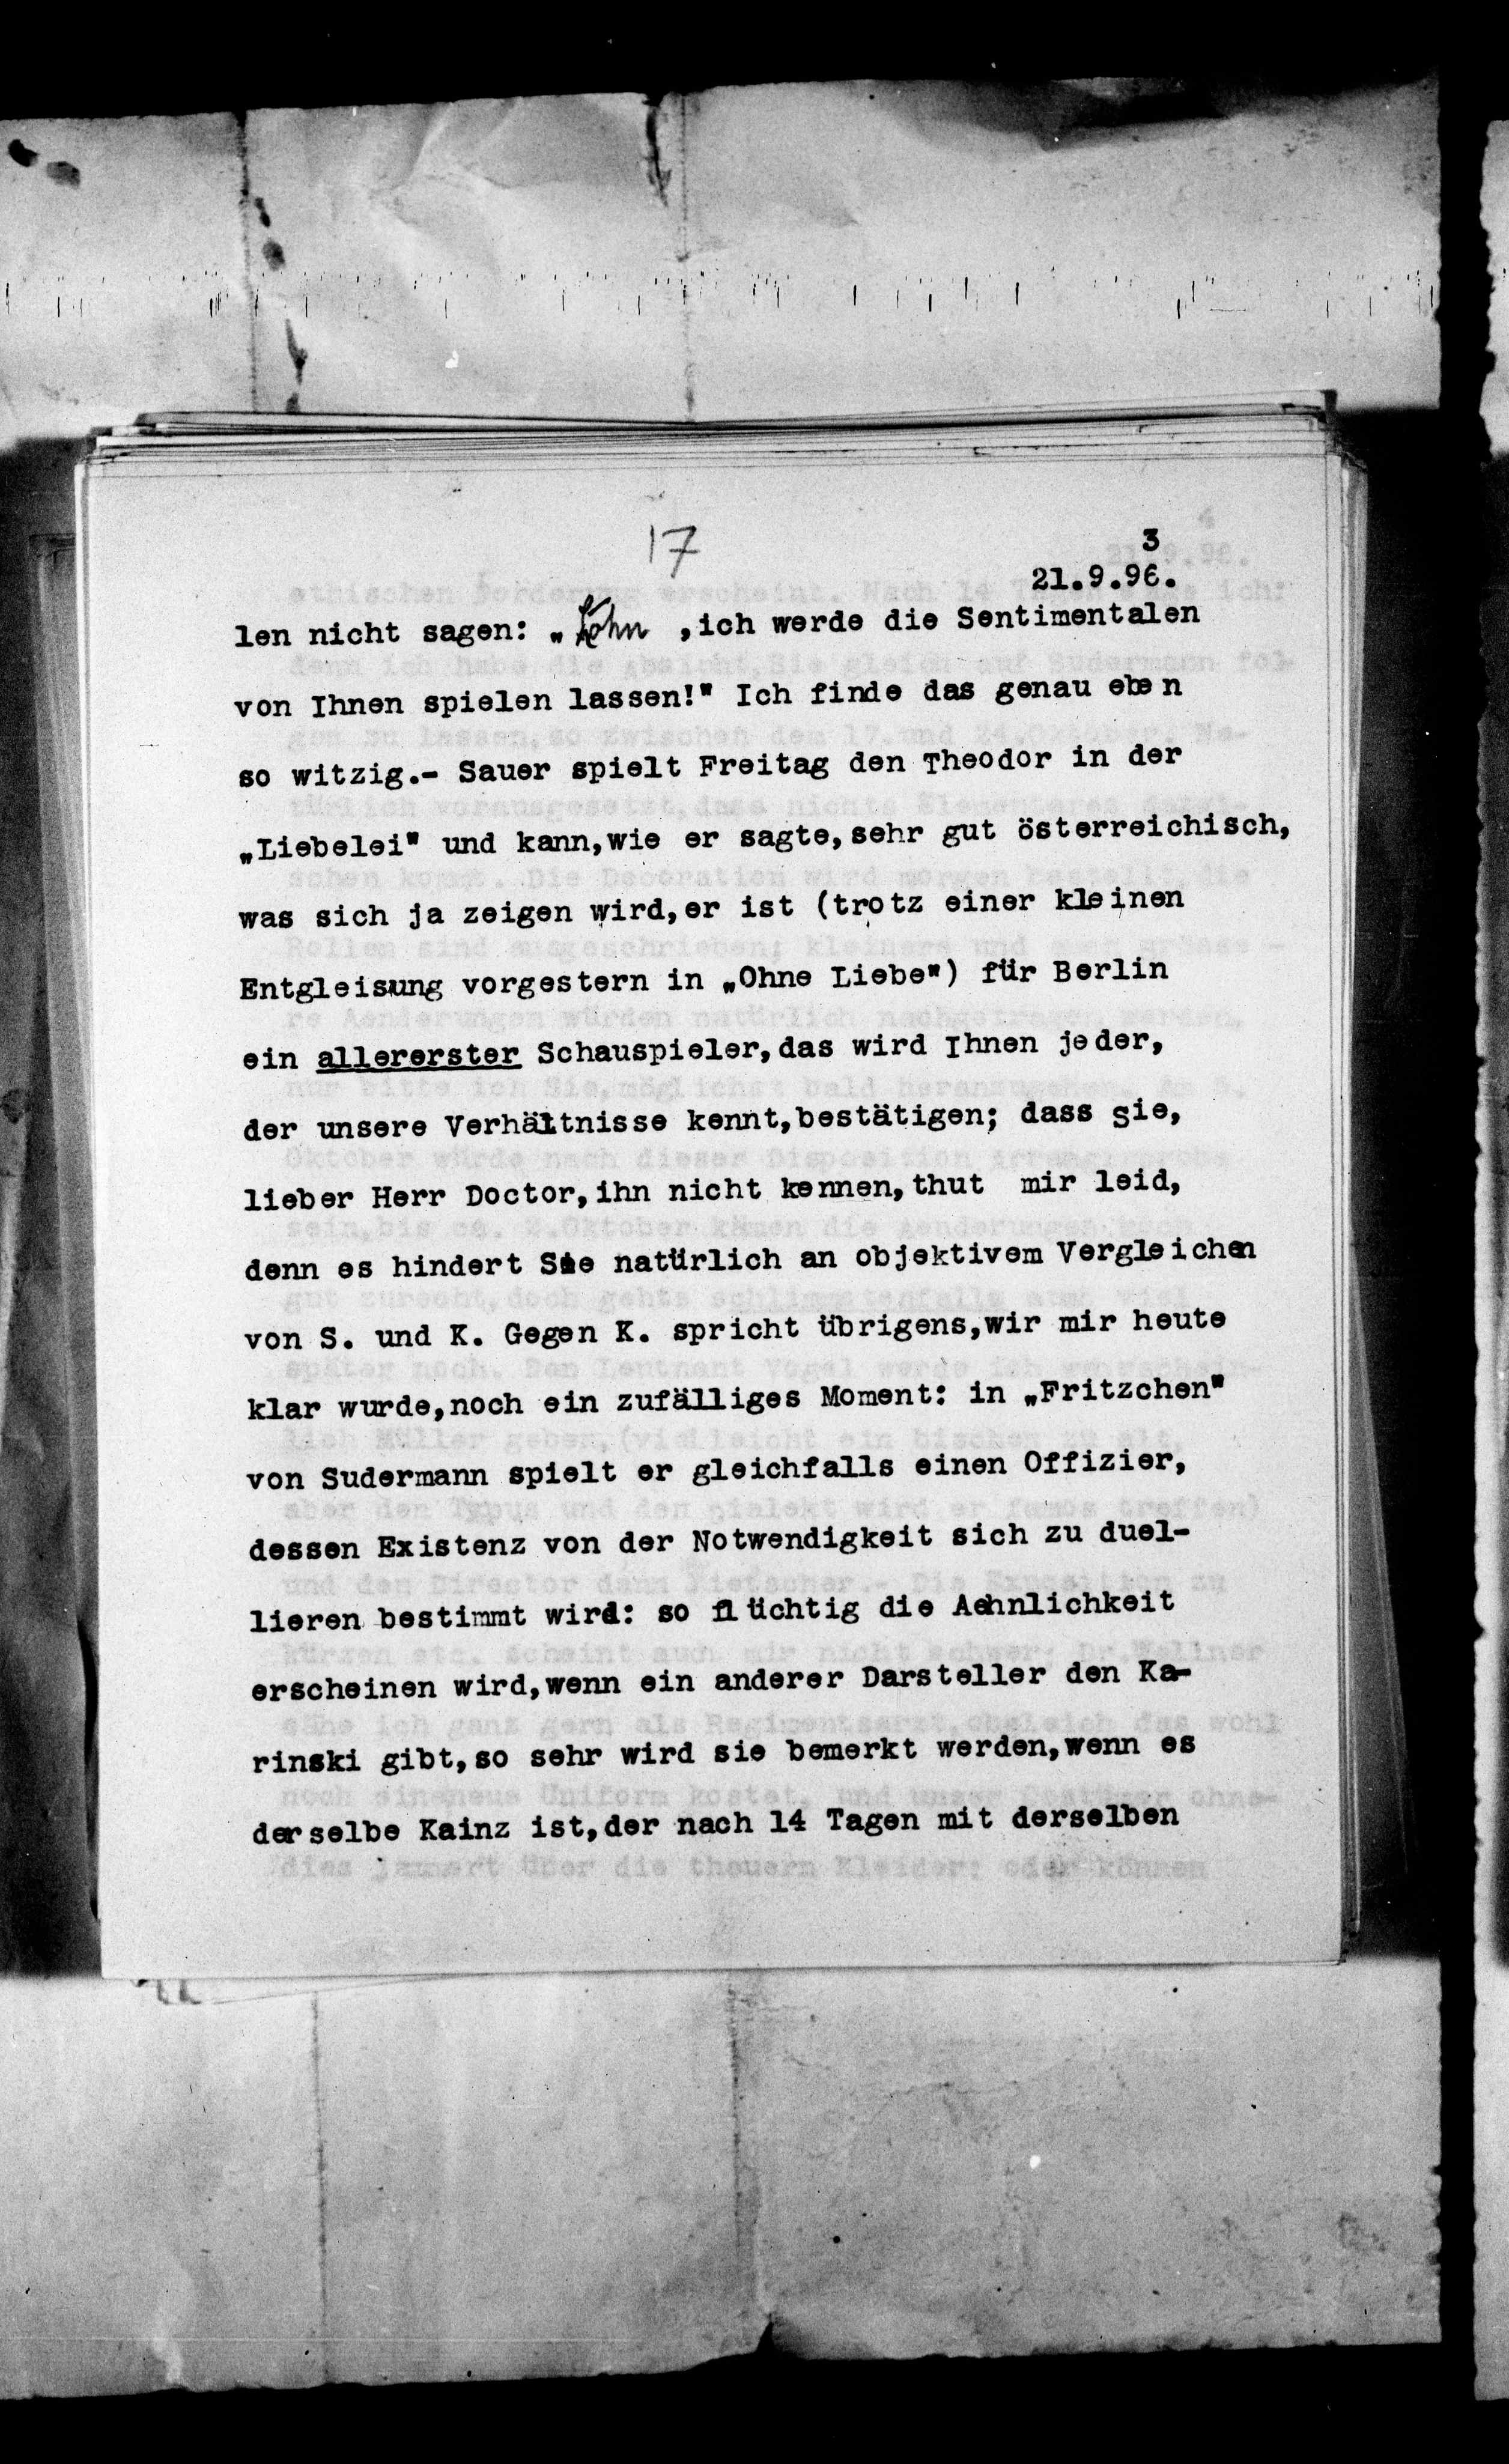 17
3
21.9.96.
len nicht sagen: „ ,ich werde die Sentimentalen
von Ihnen spielen lassen!" Ich finde das genau eben
so witzig.- Sauer spielt Freitag den Theodor in der
„Liebelei" und kann,wie er sagte,sehr gut österreichisch,
was sich ja zeigen wird,er ist (trotz einer kleinen
Entgleisung vorgestern in „Ohne Liebe") für Berlin
ein allererster Schauspieler,das wird Ihnen jeder,
der unsere Verhältnisse kennt,bestätigen; dass Sie,
lieber Herr Doctor,ihn nicht kennen,thut mir leid,
denn es hindert Sie natürlich an objektivem Vergleichen
von S. und K. Gegen K. spricht übrigens,wir mir heute
klar wurde,noch ein zufälliges Moment: in „Fritzchen"
von Sudermann spielt er gleichfalls einen Offizier,
dessen Existenz von der Notwendigkeit sich zu duel-
lieren bestimmt wird: so flüchtig die Aehnlichkeit
erscheinen wird,wenn ein anderer Darsteller den Ka-
rinski gibt,so sehr wird sie bemerkt werden,wenn es
derselbe Kainz ist,der nach 14 Tagen mit derselben